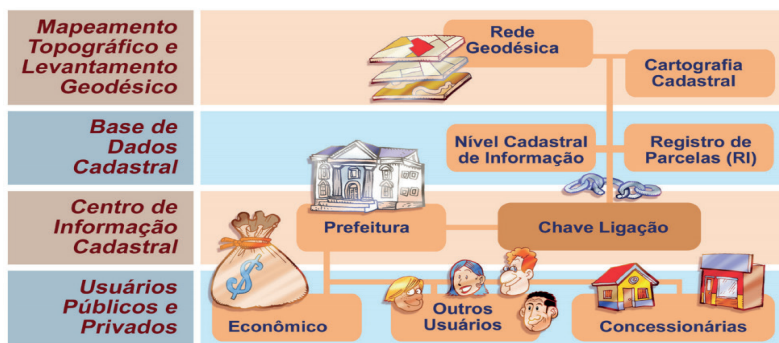 Mapeamento
Topográfico e
Levantamento
Geodésico
Rede
Geodésica
Cartografia
Cadastral
Base de
Dados
Cadastral
Nível Cadastral
de Informação
Registro de
Parcelas (RI)
Centro de
Informação
Cadastral
Prefeitura
Chave Ligação
$
Usuários
Públicos e
Privados
Econômico
Outros
Usuários
Concessionárias